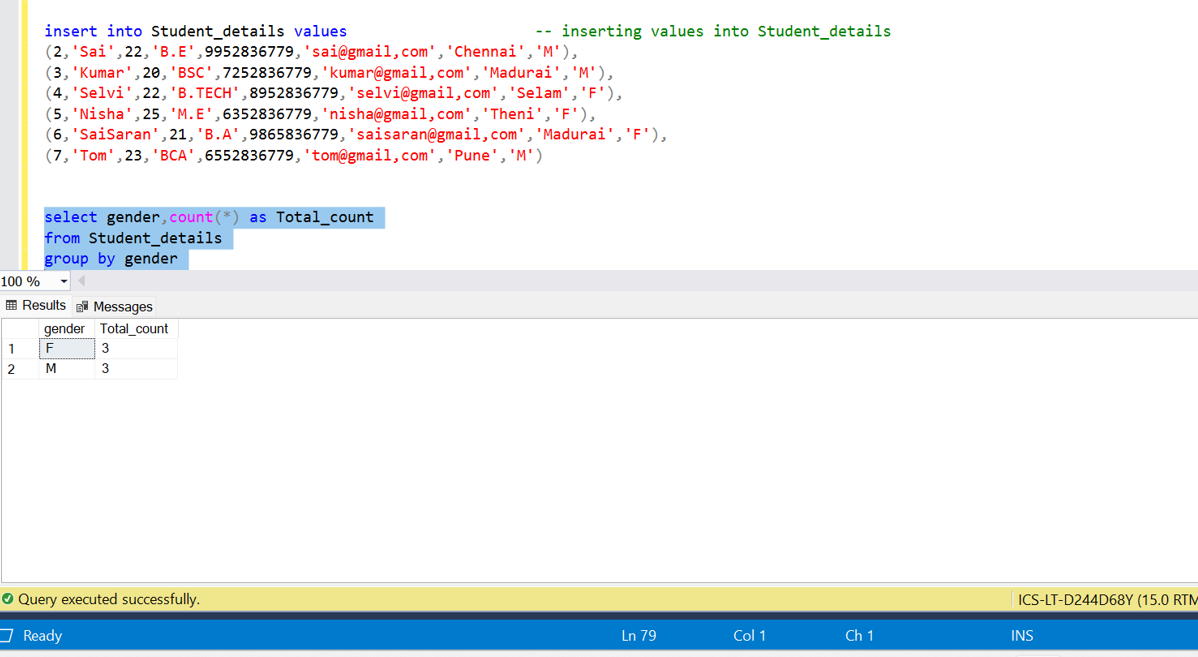 insert into Student_details values -- inserting values into Student_details
(2,'Sai',22,'B.E',9952836779,'sai@gmail,com','Chennai','M'),
(3,'Kumar',20,'BSC',7252836779,'kumar@gmail,com','Madurai','M'),
(4,'Selvi',22,'B.TECH',8952836779,'selvi@gmail,com','Selam','F'),
(5,'Nisha',25,'M.E',6352836779,'nisha@gmail,com','Theni','F'),
(6,'SaiSaran',21,'B.A',9865836779,'saisaran@gmail,com','Madurai','F'),
(7,'Tom',23,'BCA',6552836779,'tom@gmail,com','Pune','M')
select gender,count(*) as Total_count
from Student_details
group by gender
100 %
Results Messages
gender Total_count
1 F 3
2 M 3
Query executed successfully. ICS-LT-D244D68Y (15.0 RTM
Ready Ln 79 Col 1 Ch 1 INS